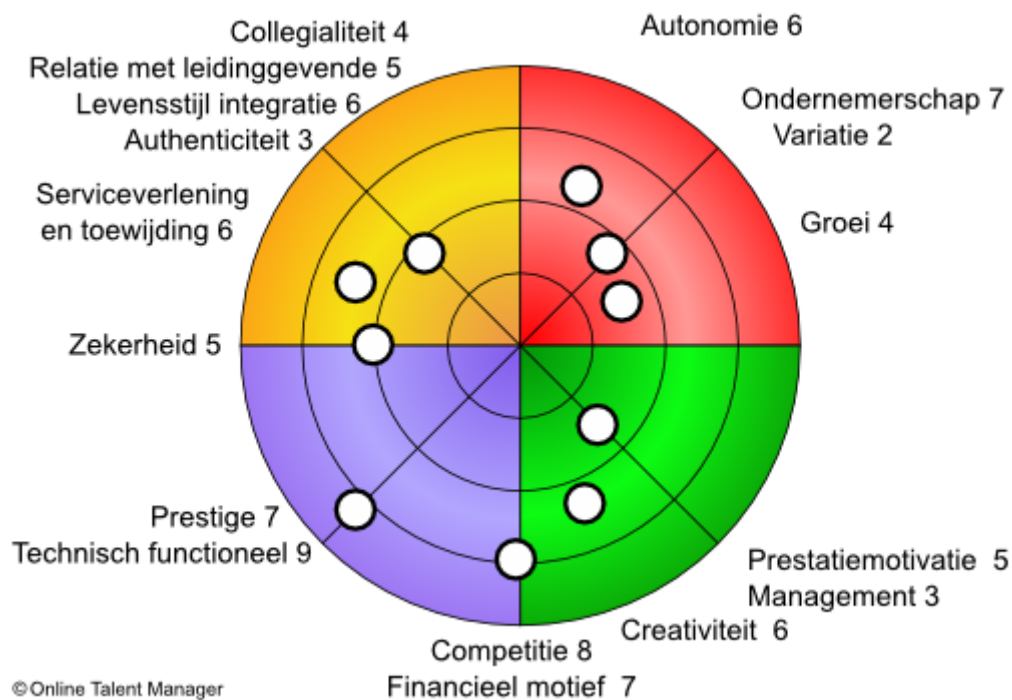 Collegialiteit 4
Relatie met leidinggevende 5
Levensstijl integratie 6
Authenticiteit 3
Serviceverlening
en toewijding 6
Zekerheid 5
Prestige 7
Technisch functioneel 9
Autonomie 6
Ondernemerschap 7
Variatie 2
Groei 4
Prestatiemotivatie 5
Management 3
Creativiteit 6
Competitie 8
Financieel motief 7
© Online Talent Manager